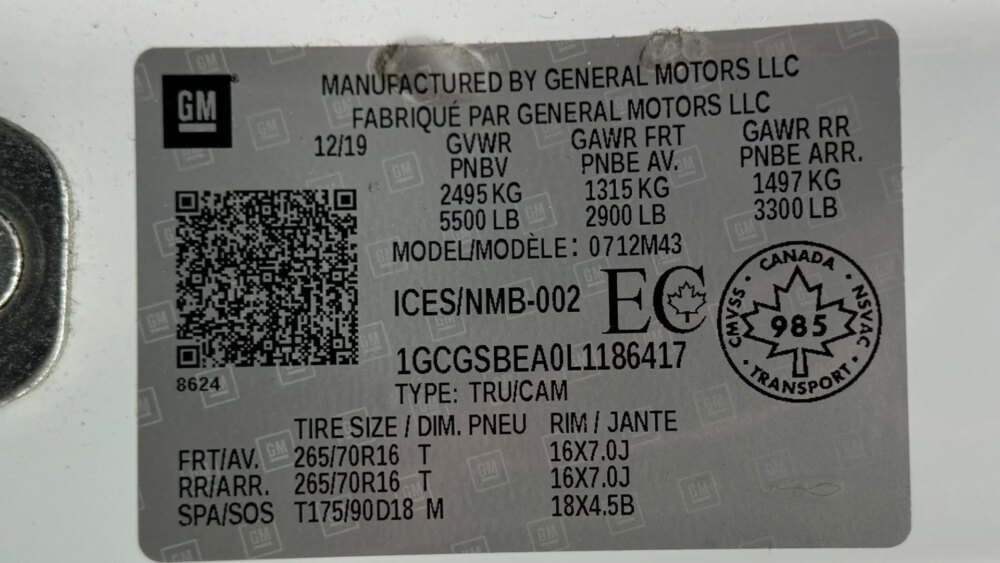 GM
MANUFACTURED BY GENERAL MOTORS LLC
FABRIQUÉ PAR GENERAL MOTORS LLC
12/19 GVWR GAWR FRT GAWR RR
PNBV PNBE AV. PNBE ARR.
2495 KG 1315 KG 1497 KG
5500 LB 2900 LB 3300 LB
MODEL/MODÈLE: 0712M43
ICES/NMB-002 EC
CANADA
CMVSS· 985 ·NSVAC
·TRANSPORT·
1GCGSBEA0L1186417
8624
TYPE: TRU/CAM
TIRE SIZE / DIM. PNEU RIM / JANTE
FRT/AV. 265/70R16 T 16X7.0J
RR/ARR. 265/70R16 T 16X7.0J
SPA/SOS T175/90D18 M 18X4.5B